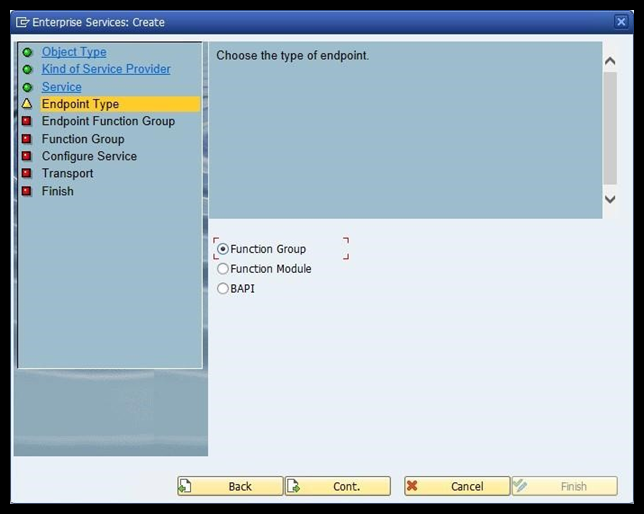 Enterprise Services: Create
Object Type
Kind of Service Provider
Service
Endpoint Type
Endpoint Function Group
Function Group
Configure Service
Transport
Finish
Choose the type of endpoint.
Function Group
Function Module
BAPI
Back Cont. Cancel Finish